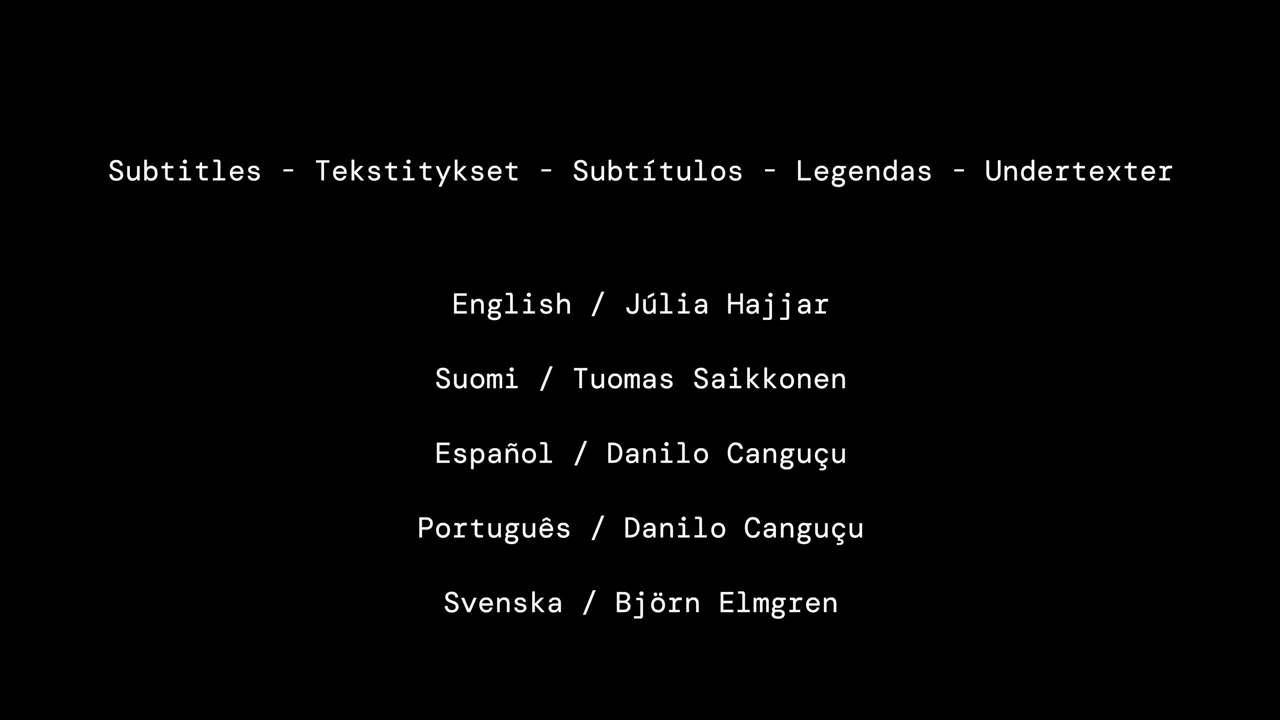 Subtitles - Tekstitykset - Subtítulos - Legendas - Undertexter
English / Júlia Hajjar
Suomi / Tuomas Saikkonen
Español / Danilo Canguçu
Português / Danilo Canguçu
Svenska / Björn Elmgren